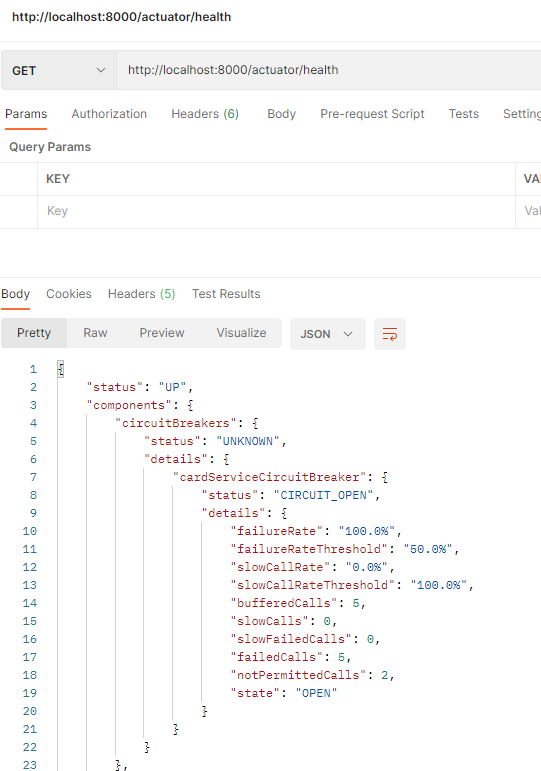 http://localhost:8000/actuator/health
GET http://localhost:8000/actuator/health
Params Authorization Headers (6) Body Pre-request Script Tests Setting
Query Params
KEY VAL
Key Val
Body Cookies Headers (5) Test Results
Pretty Raw Preview Visualize JSON
1 {
2 "status": "UP",
3 "components": {
4 "circuitBreakers": {
5 "status": "UNKNOWN",
6 "details": {
7 "cardServiceCircuitBreaker": {
8 "status": "CIRCUIT_OPEN",
9 "details": {
10 "failureRate": "100.0%",
11 "failureRateThreshold": "50.0%",
12 "slowCallRate": "0.0%",
13 "slowCallRateThreshold": "100.0%",
14 "bufferedCalls": 5,
15 "slowCalls": 0,
16 "slowFailedCalls": 0,
17 "failedCalls": 5,
18 "notPermittedCalls": 2,
19 "state": "OPEN"
20 }
21 }
22 }
23 },